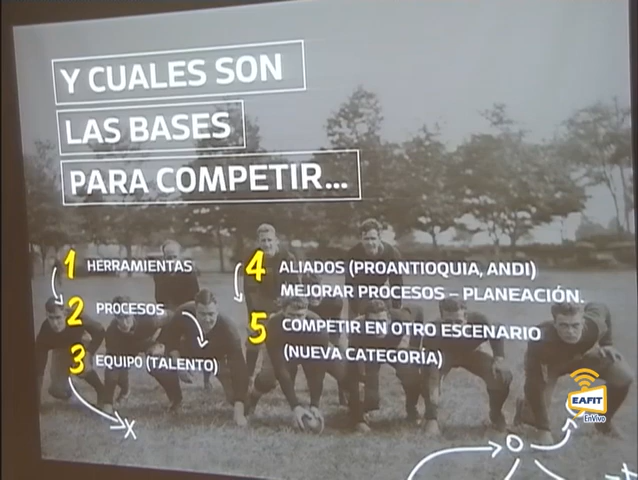 Y CUALES SON
LAS BASES
PARA COMPETIR...
1 HERRAMIENTAS
2 PROCESOS
3 EQUIPO (TALENTO)
4 ALIADOS (PROANTIOQUIA, ANDI)
MEJORAR PROCESOS – PLANEACIÓN.
5 COMPETIR EN OTRO ESCENARIO
(NUEVA CATEGORÍA)
EAFIT
EnVivo